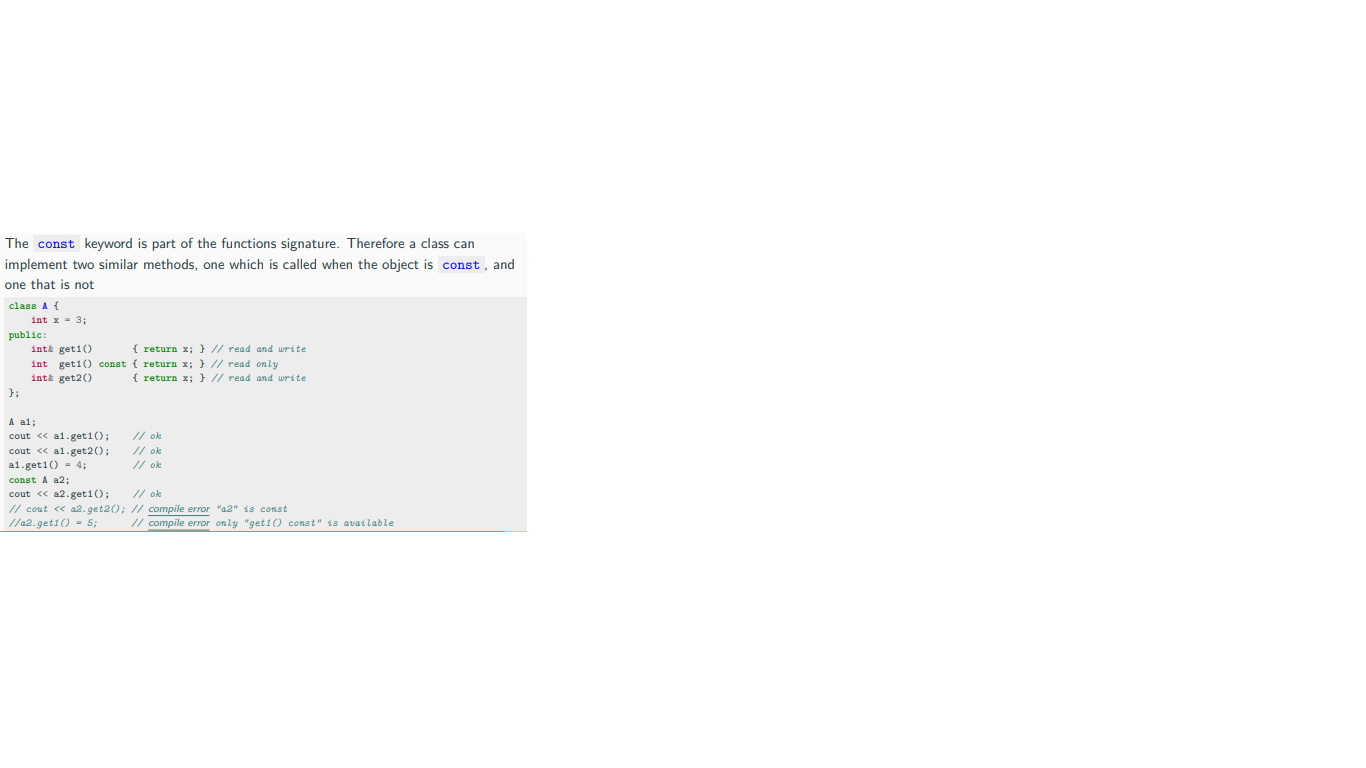 The const keyword is part of the functions signature. Therefore a class can
implement two similar methods, one which is called when the object is const, and
one that is not
class A {
    int x = 3;
public:
    int& get1()       { return x; } // read and write
    int  get1() const { return x; } // read only
    int& get2()       { return x; } // read and write
};
A a1;
cout << a1.get1();    // ok
cout << a1.get2();    // ok
a1.get1() = 4;        // ok
const A a2;
cout << a2.get1();    // ok
// cout << a2.get2(); // compile error "a2" is const
//a2.get1() = 5;      // compile error only "get1() const" is available